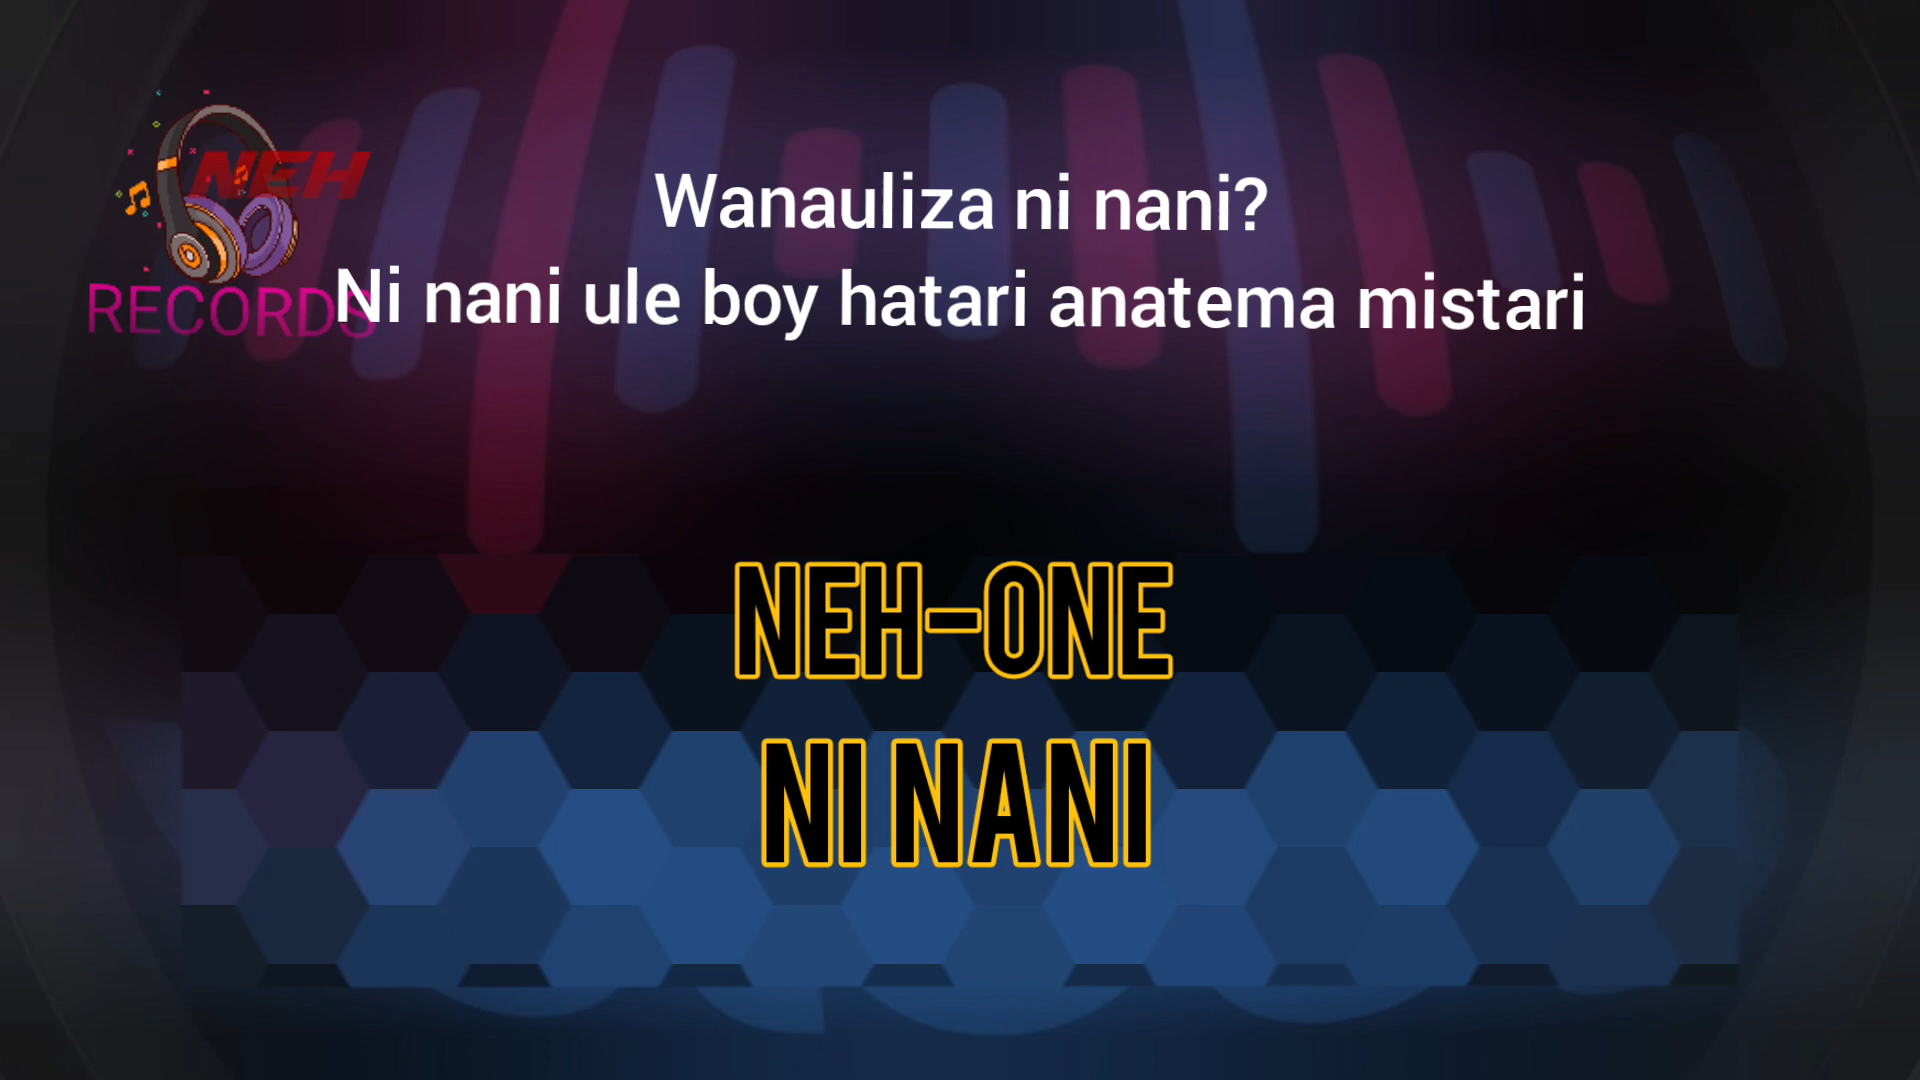 NEH
RECORDS
Wanauliza ni nani?
Ni nani ule boy hatari anatema mistari
NEH-ONE
NI NANI